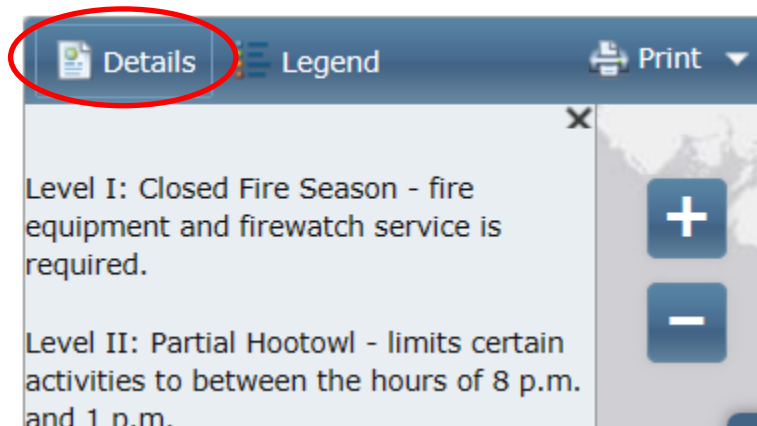 Details Legend Print
Level I: Closed Fire Season - fire
equipment and firewatch service is
required.
Level II: Partial Hootowl - limits certain
activities to between the hours of 8 p.m.
and 1 p.m.